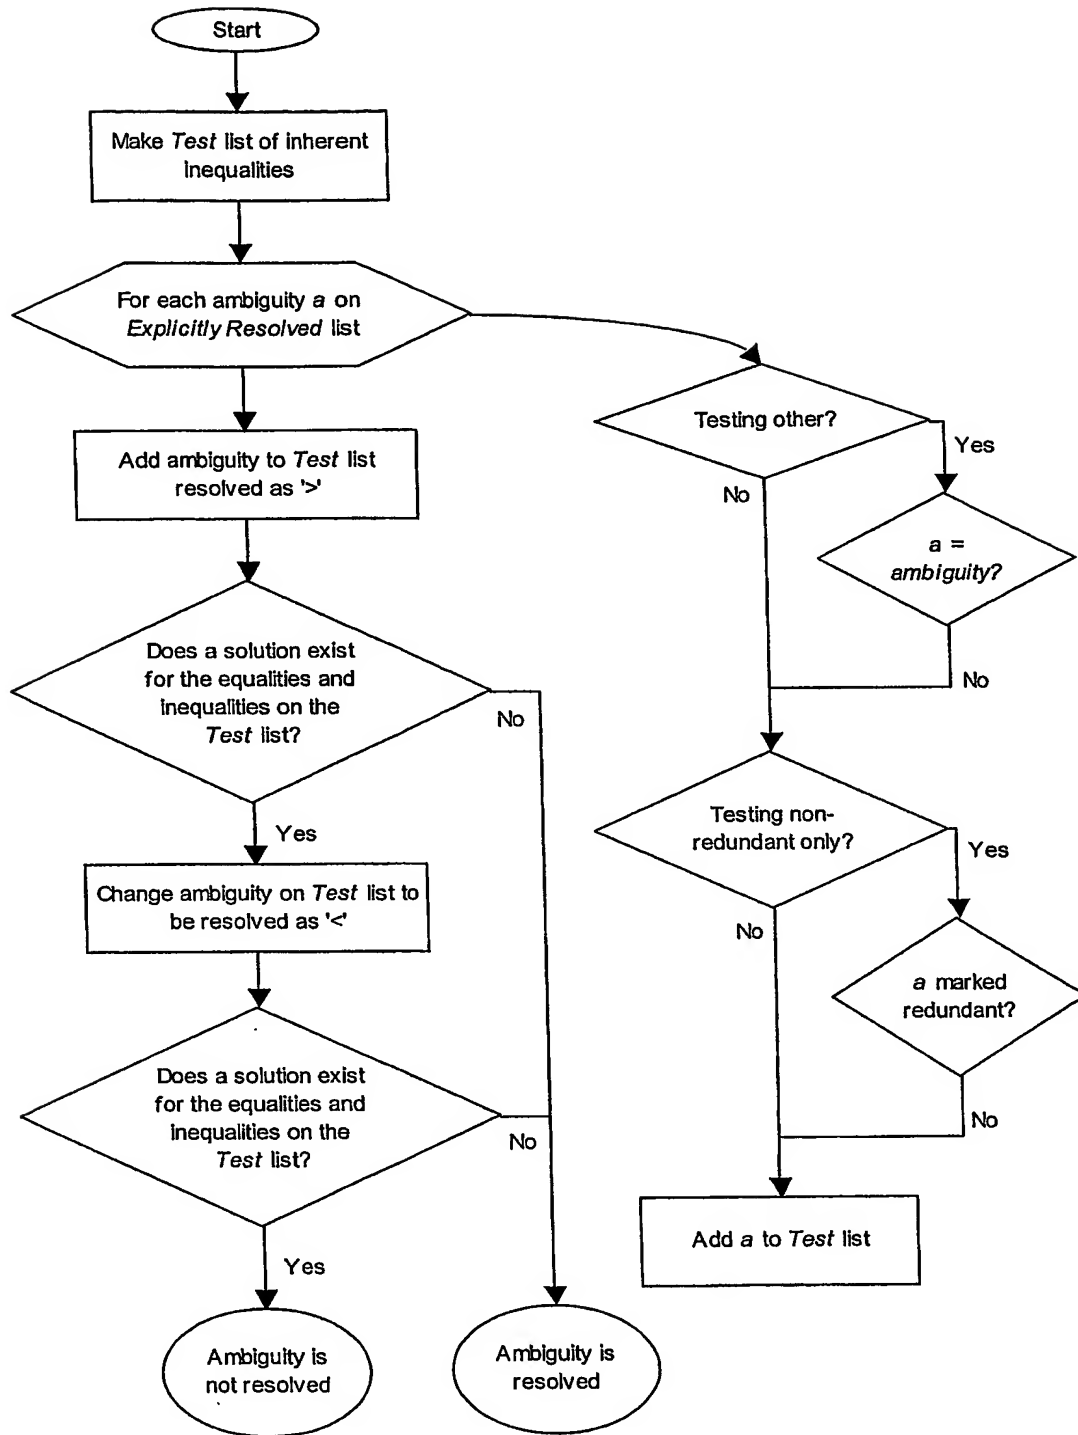 Start
Make Test list of inherent
inequalities
For each ambiguity a on
Explicitly Resolved list
Testing other?
Yes
No
Add ambiguity to Test list
resolved as '>'
a =
ambiguity?
No
Does a solution exist
for the equalities and
inequalities on the
Test list?
No
Yes
Testing non-
redundant only?
Yes
No
Change ambiguity on Test list to
be resolved as '<'
a marked
redundant?
No
Does a solution exist
for the equalities and
inequalities on the
Test list?
No
Yes
Add a to Test list
Ambiguity is
not resolved
Ambiguity is
resolved